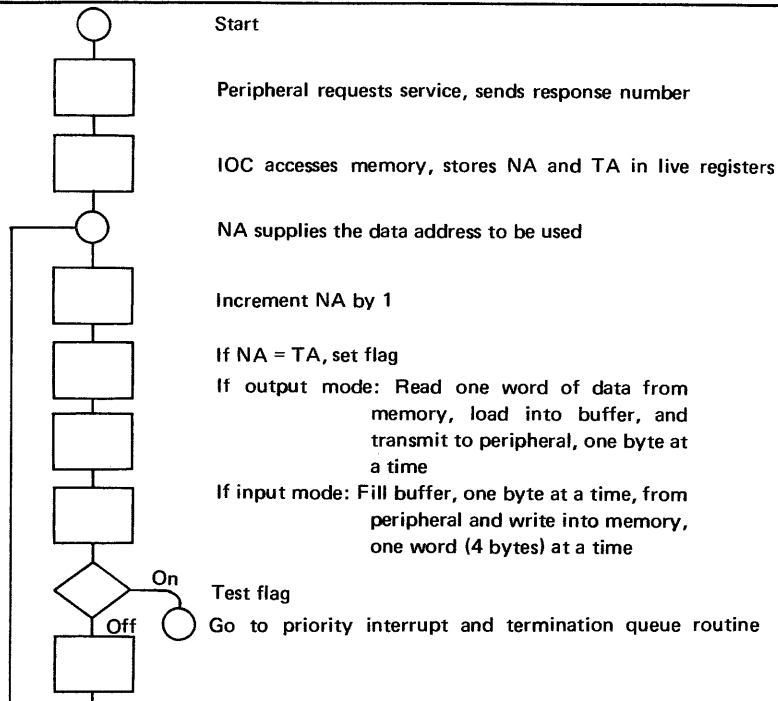 Start
Peripheral requests service, sends response number
IOC accesses memory, stores NA and TA in live registers
NA supplies the data address to be used
Increment NA by 1
If NA = TA, set flag
If output mode: Read one word of data from
memory, load into buffer, and
transmit to peripheral, one byte at
a time
If input mode: Fill buffer, one byte at a time, from
peripheral and write into memory,
one word (4 bytes) at a time
On
Test flag
Off
Go to priority interrupt and termination queue routine